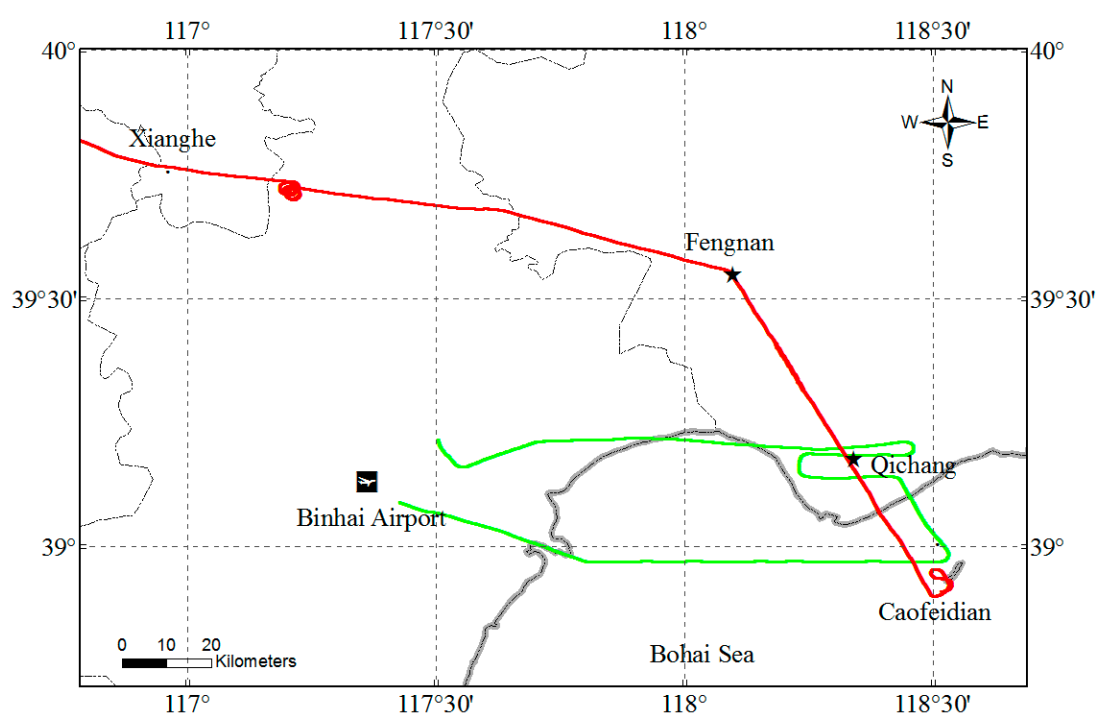 117° 117°30' 118° 118°30'
40° 40°
N
W E
S
Xianghe
Fengnan
39°30' 39°30'
Qichang
Binhai Airport
39° 39°
Caofeidian
0 10 20
Kilometers
Bohai Sea
117° 117°30' 118° 118°30'